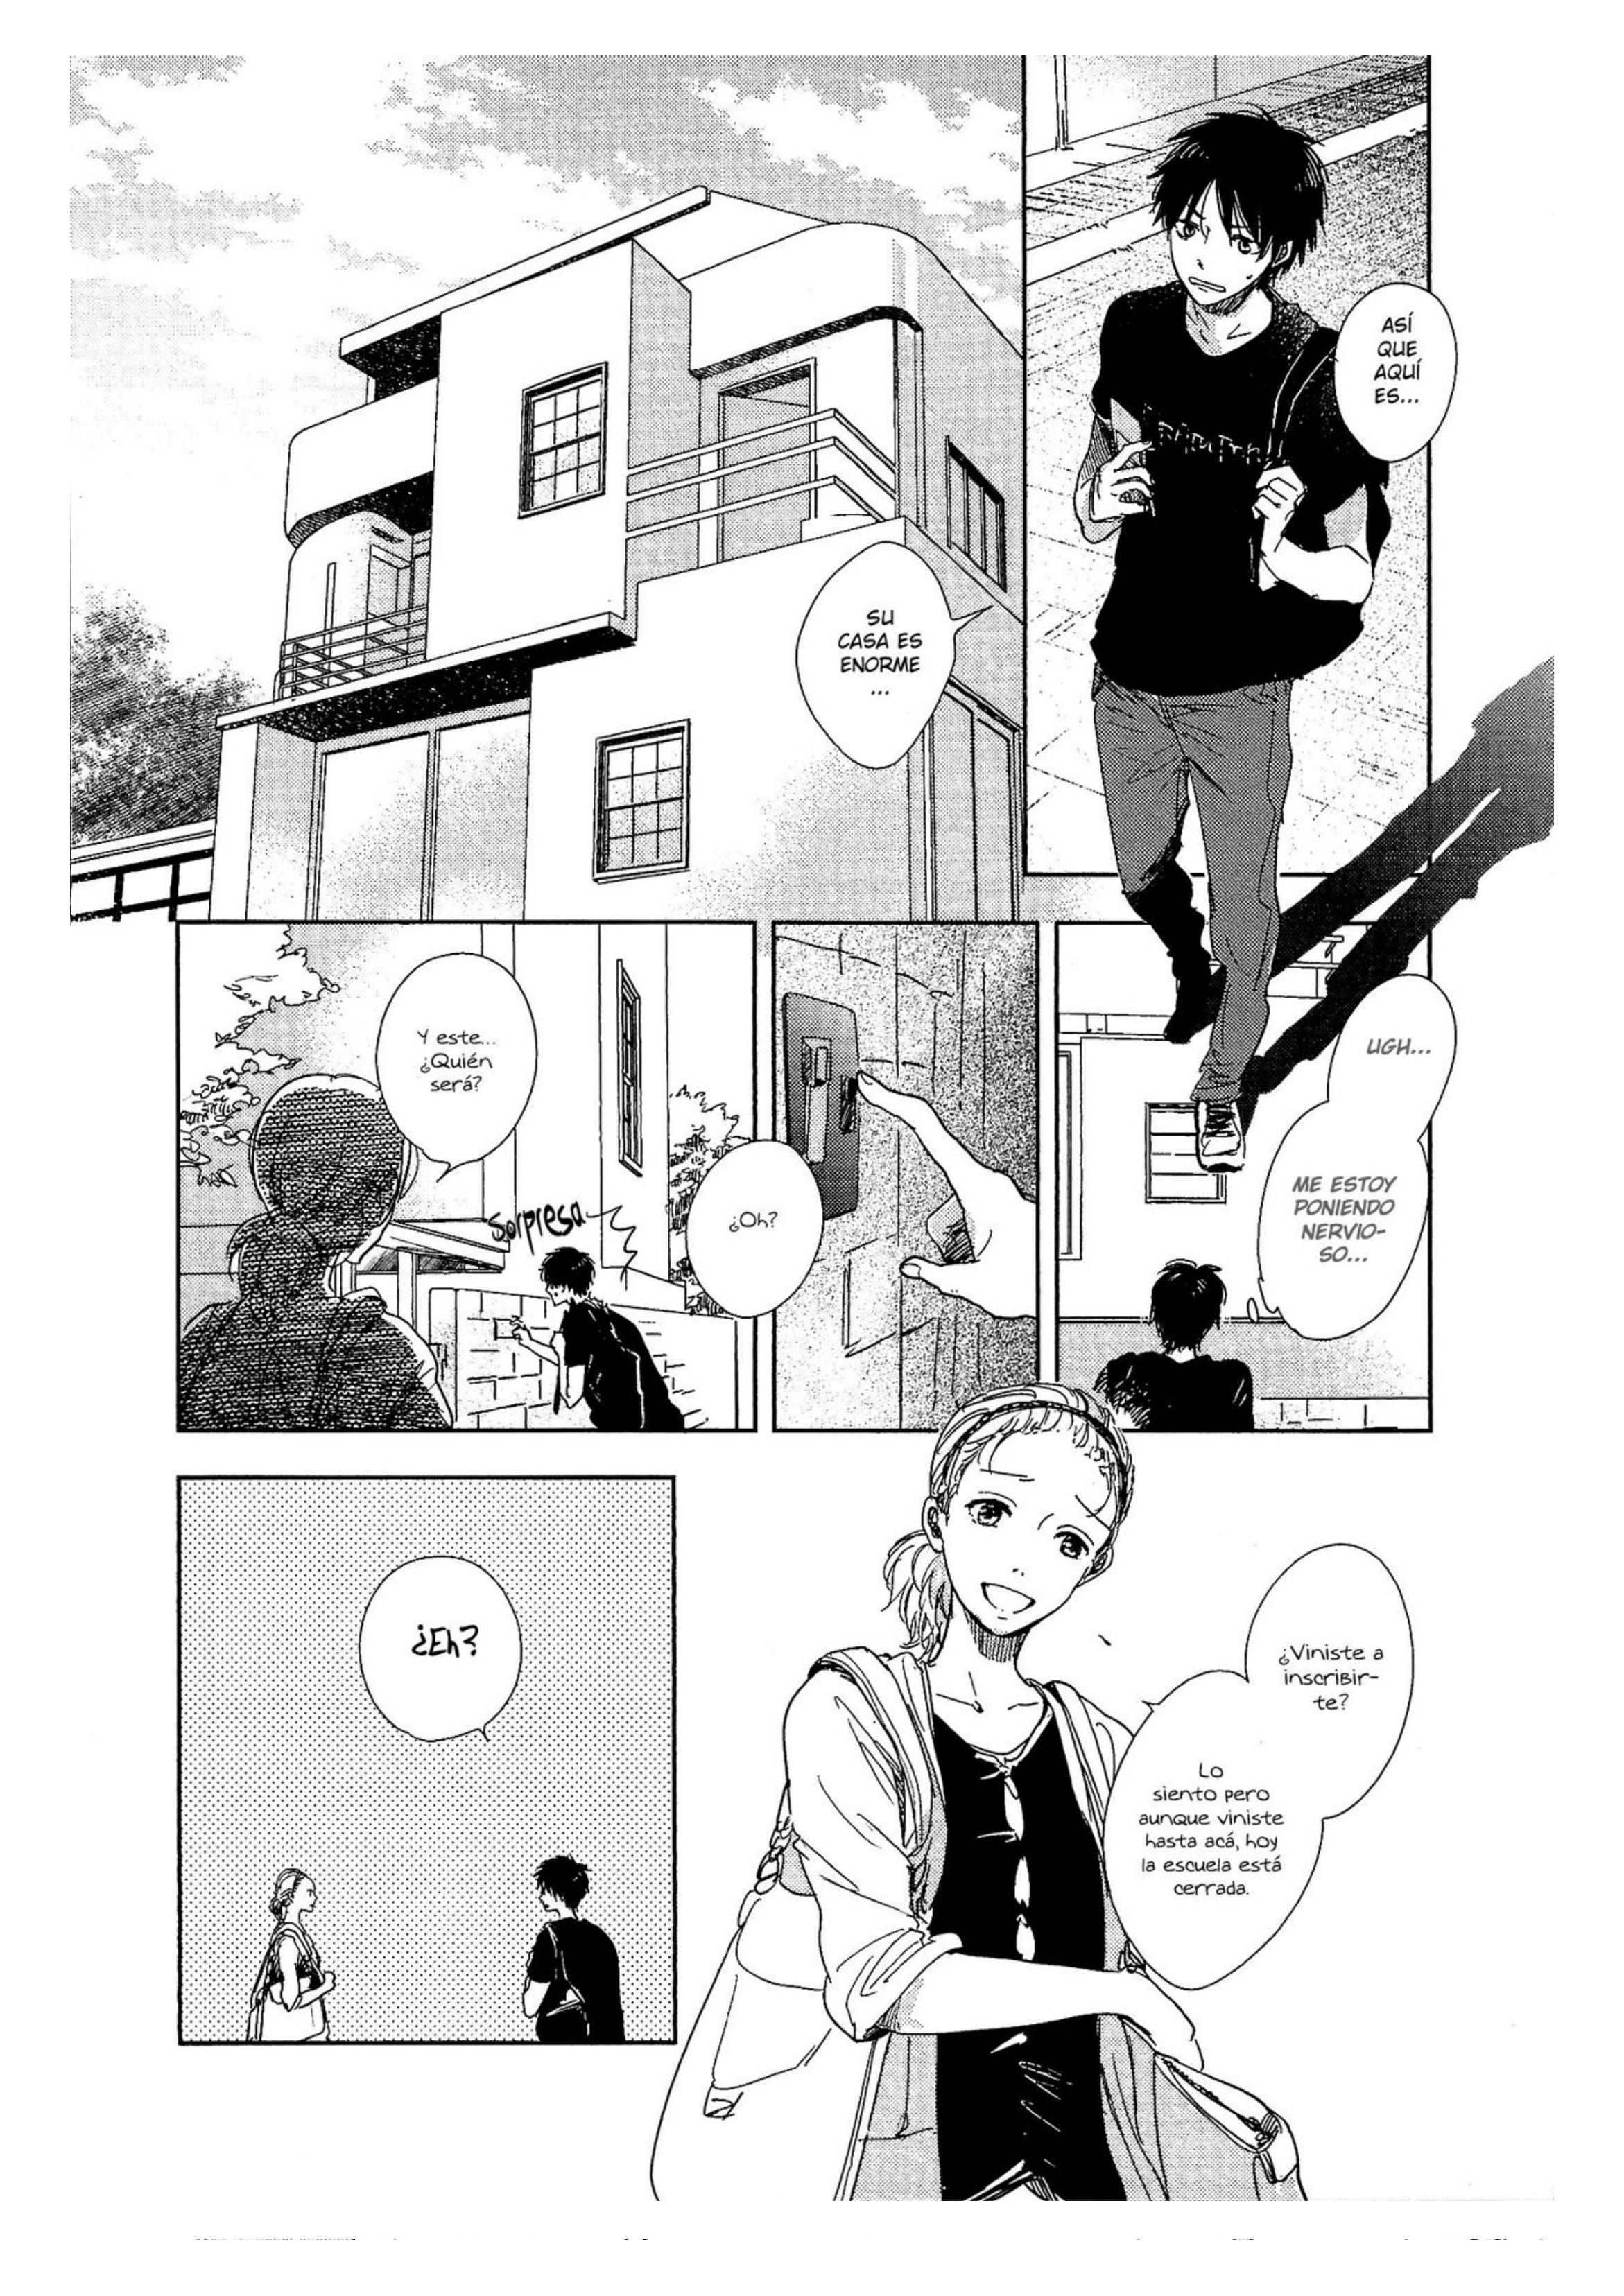 ASÍ
QUE
AQUÍ
ES...
SU
CASA ES
ENORME
...
UGH...
ME ESTOY
PONIENDO
NERVIO-
SO...
¿Oh?
Y este...
¿Quién
será?
Sorpresa
¿Viniste a
inscribir-
te?
Lo
siento pero
aunque viniste
hasta acá, hoy
la escuela está
cerrada.
¿Eh?